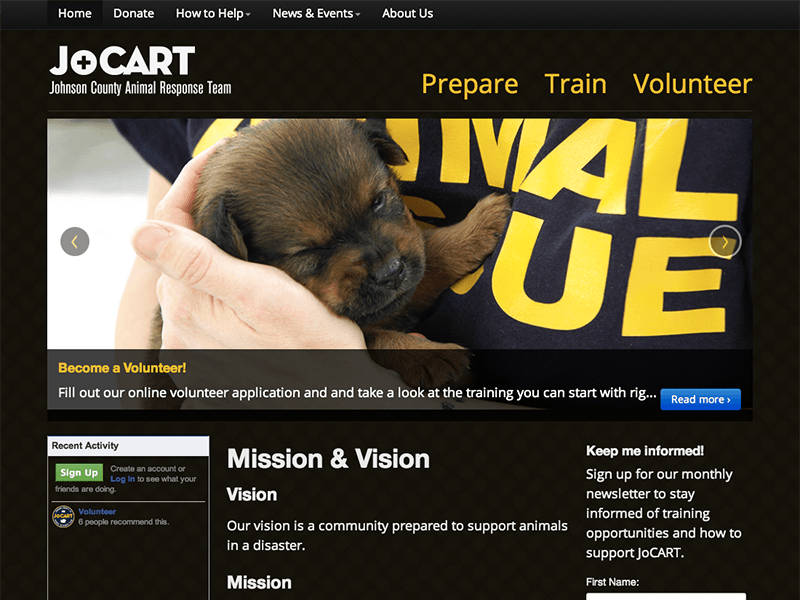 Home Donate How to Help News & Events About Us
JoCART
Johnson County Animal Response Team
Prepare Train Volunteer
ANIMAL
CUE
Become a Volunteer!
Fill out our online volunteer application and and take a look at the training you can start with rig...
Read more ›
Recent Activity
Sign Up
Create an account or
Log In to see what your
friends are doing.
JoCART
Volunteer
6 people recommend this.
Mission & Vision
Vision
Our vision is a community prepared to support animals
in a disaster.
Mission
Keep me informed!
Sign up for our monthly
newsletter to stay
informed of training
opportunities and how to
support JoCART.
First Name: